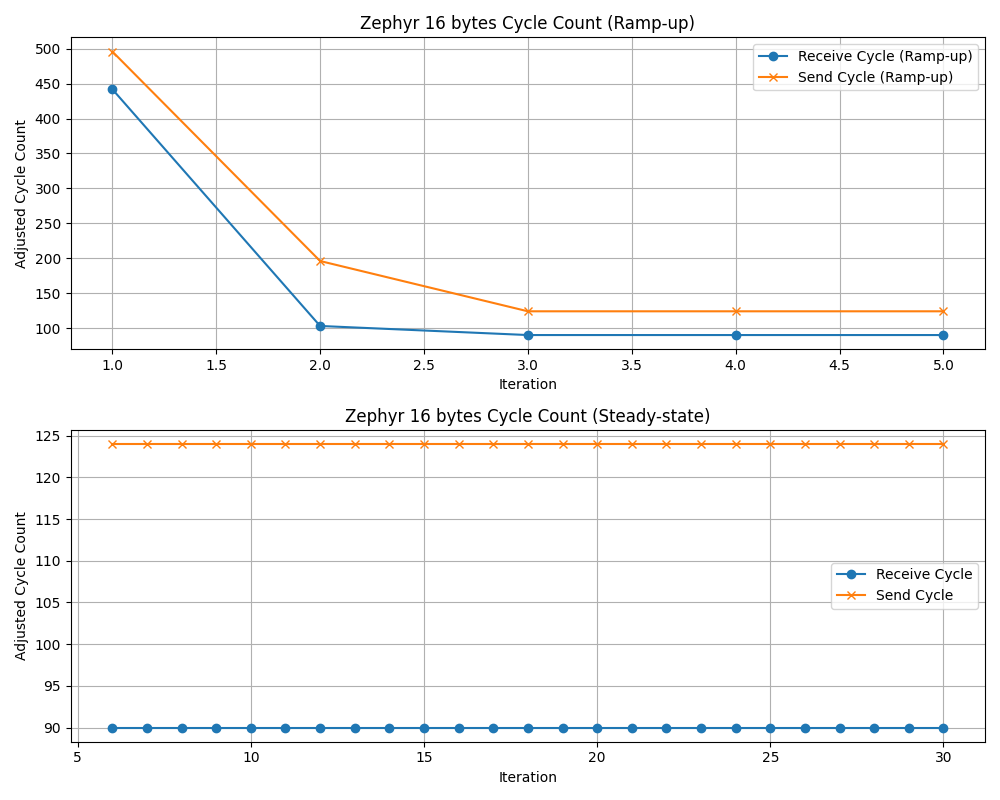 Zephyr 16 bytes Cycle Count (Ramp-up)
500
450
400
350
300
250
200
150
100
Adjusted Cycle Count
Receive Cycle (Ramp-up)
Send Cycle (Ramp-up)
1.0 1.5 2.0 2.5 3.0 3.5 4.0 4.5 5.0
Iteration
Zephyr 16 bytes Cycle Count (Steady-state)
125
120
115
110
105
100
95
90
Adjusted Cycle Count
Receive Cycle
Send Cycle
5 10 15 20 25 30
Iteration